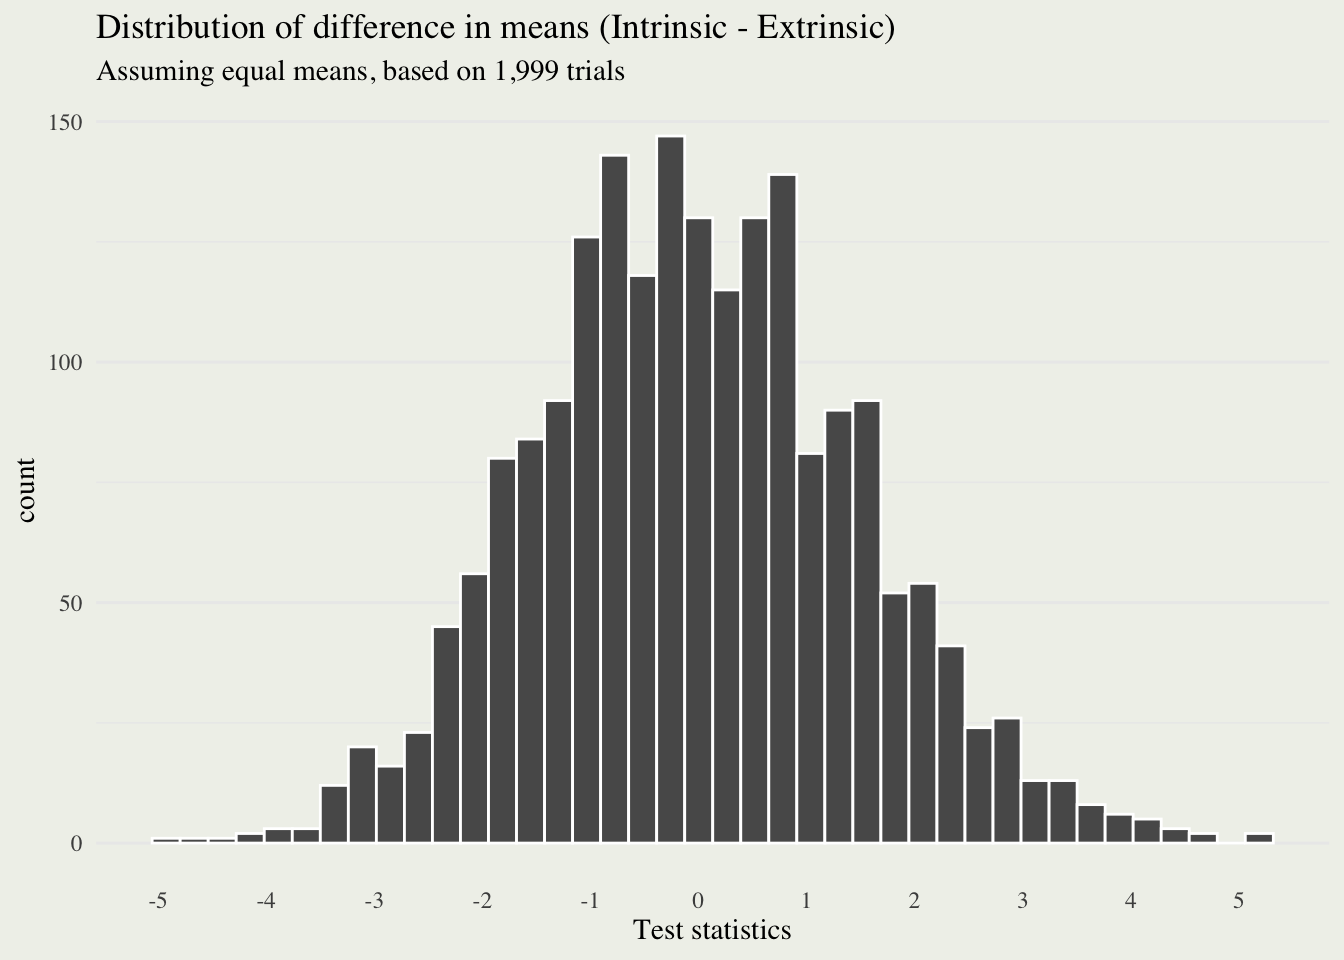 Distribution of difference in means (Intrinsic - Extrinsic)
Assuming equal means, based on 1,999 trials
150
100
50
0
count
-5 -4 -3 -2 -1 0 1 2 3 4 5
Test statistics